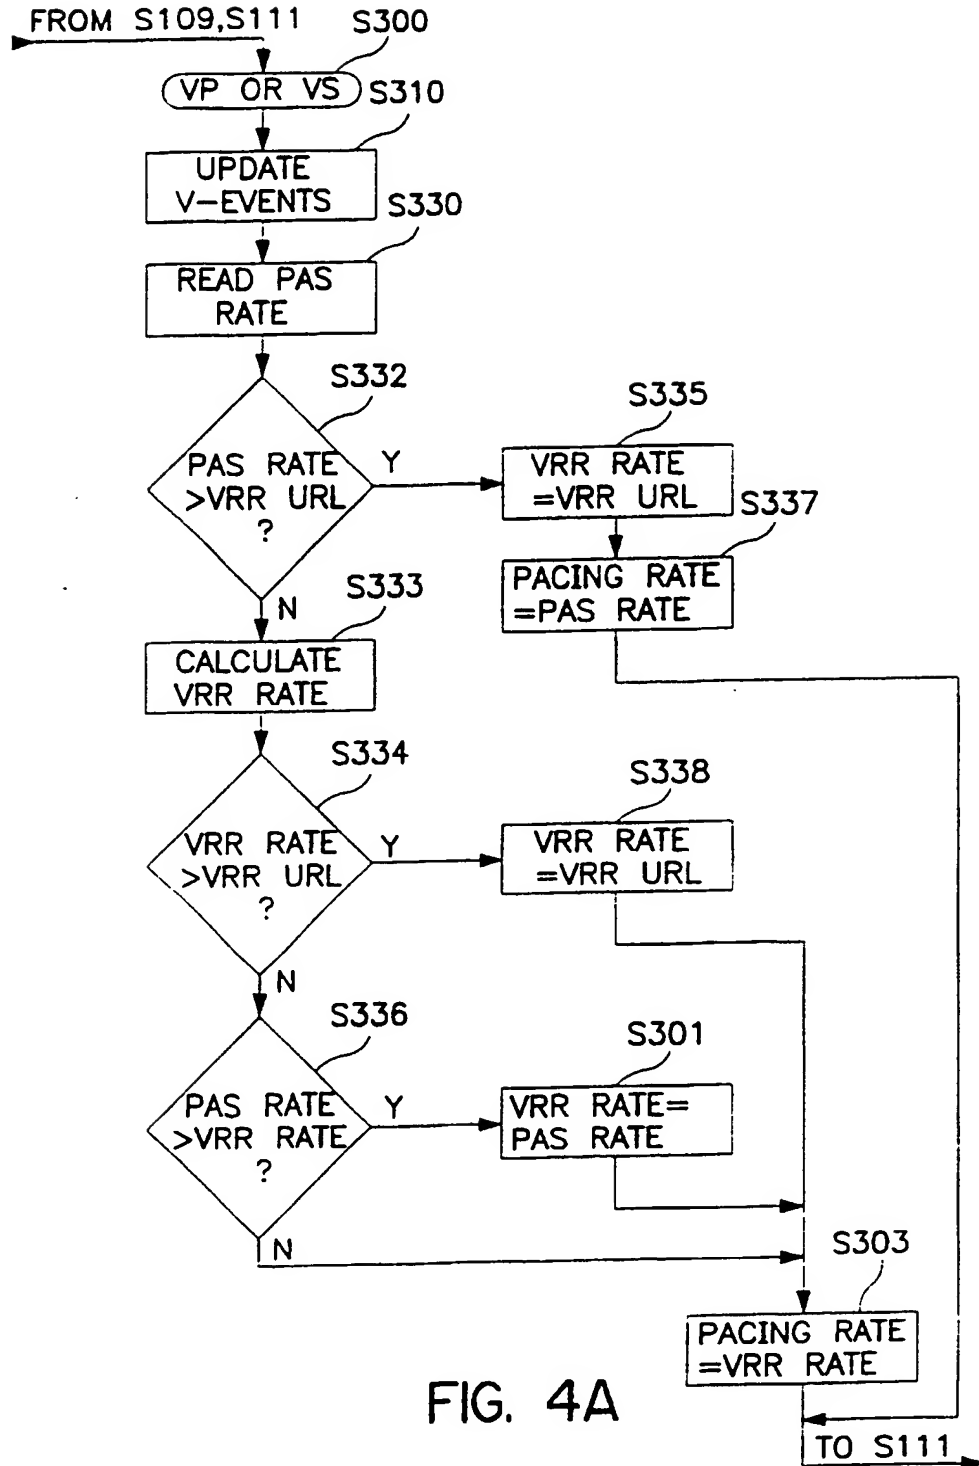 FROM S109,S111
S300
VP OR VS
S310
UPDATE
V-EVENTS
S330
READ PAS
RATE
S332
PAS RATE
>VRR URL
?
Y
N
S335
VRR RATE
=VRR URL
S337
PACING RATE
=PAS RATE
S333
CALCULATE
VRR RATE
S334
VRR RATE
>VRR URL
?
Y
N
S338
VRR RATE
=VRR URL
S336
PAS RATE
>VRR RATE
?
Y
N
S301
VRR RATE=
PAS RATE
S303
PACING RATE
=VRR RATE
FIG. 4A
TO S111